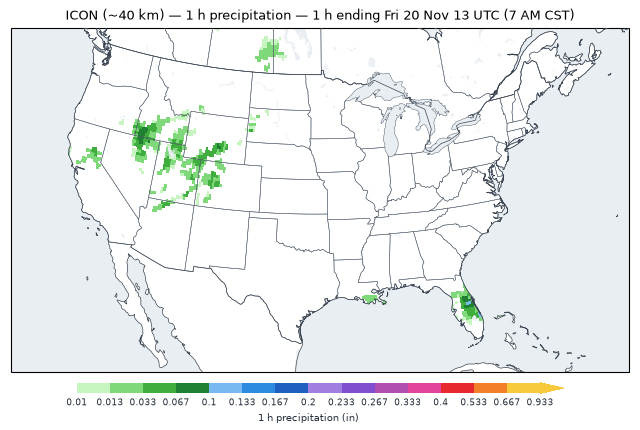 ICON (~40 km) — 1 h precipitation — 1 h ending Fri 20 Nov 13 UTC (7 AM CST)
0.01 0.013 0.033 0.067 0.1 0.133 0.167 0.2 0.233 0.267 0.333 0.4 0.533 0.667 0.933
1 h precipitation (in)